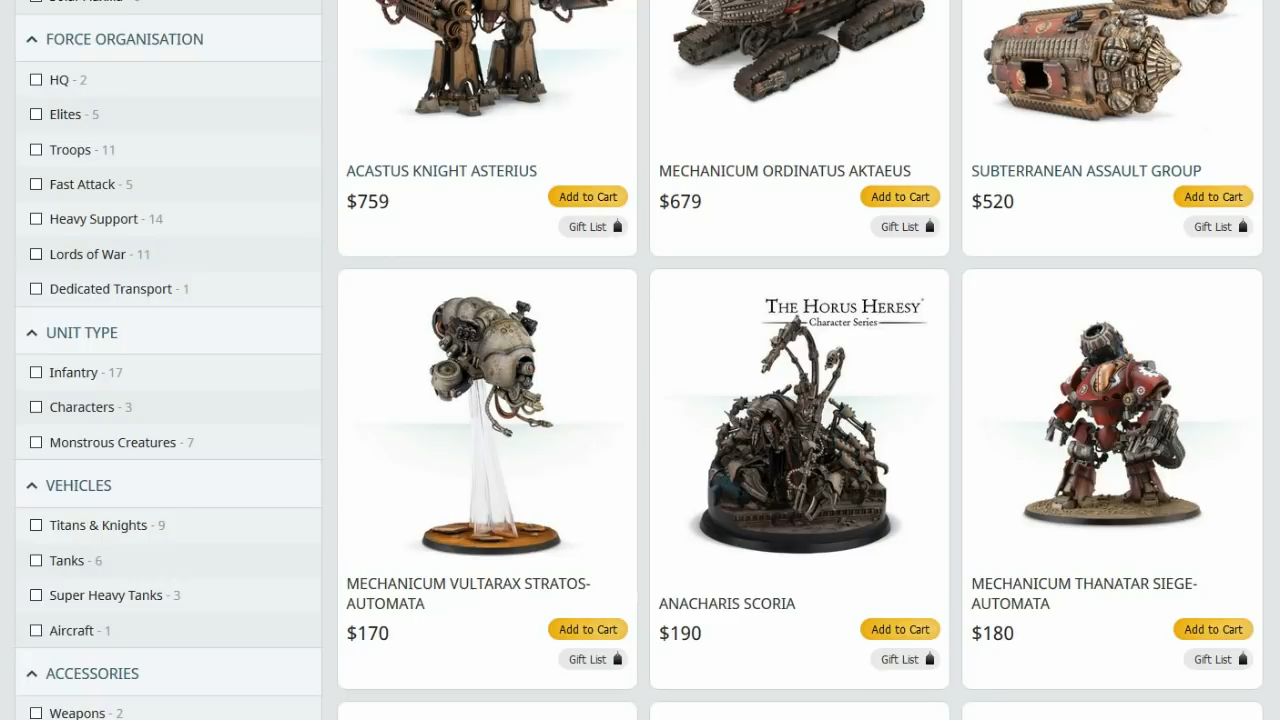 FORCE ORGANISATION
HQ - 2
Elites - 5
Troops - 11
Fast Attack - 5
Heavy Support - 14
Lords of War - 11
Dedicated Transport - 1
UNIT TYPE
Infantry - 17
Characters - 3
Monstrous Creatures - 7
VEHICLES
Titans & Knights - 9
Tanks - 6
Super Heavy Tanks - 3
Aircraft - 1
ACCESSORIES
Weapons - 2
ACASTUS KNIGHT ASTERIUS
$759
Add to Cart
Gift List
MECHANICUM ORDINATUS AKTAEUS
$679
Add to Cart
Gift List
SUBTERRANEAN ASSAULT GROUP
$520
Add to Cart
Gift List
MECHANICUM VULTARAX STRATOS-
AUTOMATA
$170
Add to Cart
Gift List
THE HORUS HERESY
Character Series
ANACHARIS SCORIA
$190
Add to Cart
Gift List
MECHANICUM THANATAR SIEGE-
AUTOMATA
$180
Add to Cart
Gift List